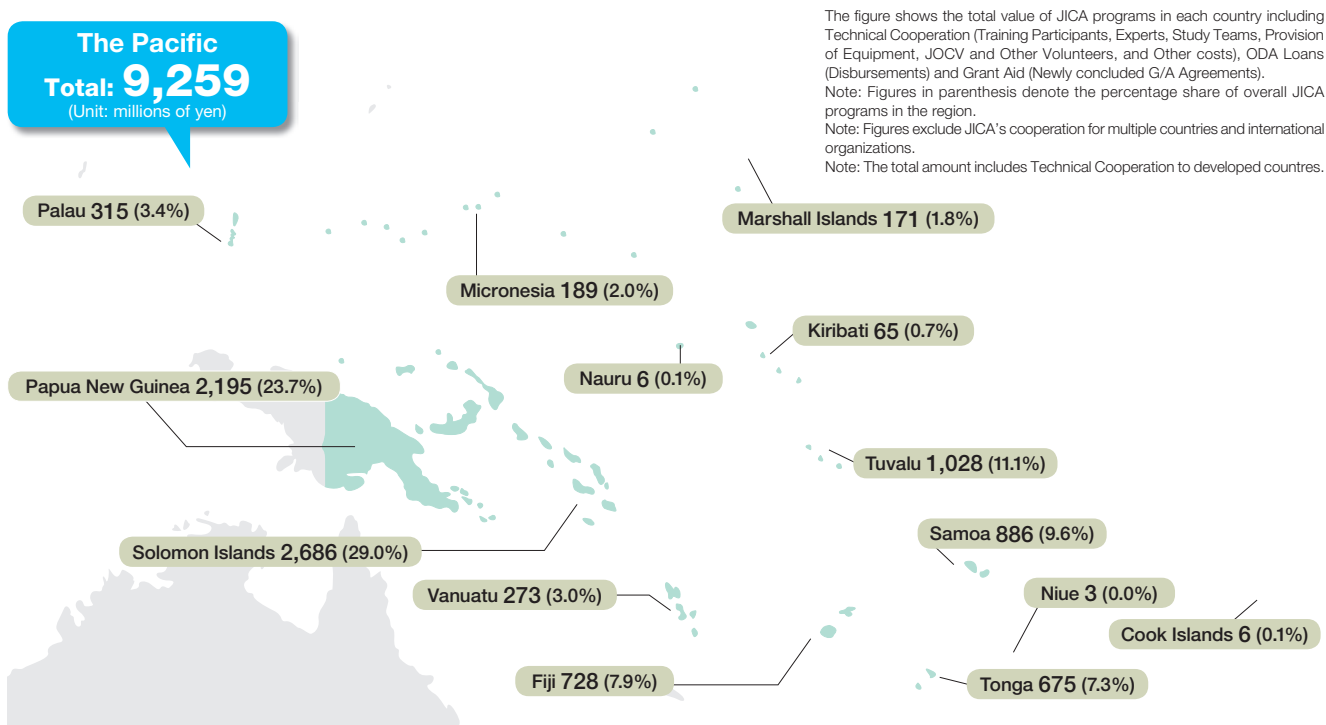 The Pacific
Total: 9,259
(Unit: millions of yen)
The figure shows the total value of JICA programs in each country including
Technical Cooperation (Training Participants, Experts, Study Teams, Provision
of Equipment, JOCV and Other Volunteers, and Other costs), ODA Loans
(Disbursements) and Grant Aid (Newly concluded G/A Agreements).
Note: Figures in parenthesis denote the percentage share of overall JICA
programs in the region.
Note: Figures exclude JICA's cooperation for multiple countries and international
organizations.
Note: The total amount includes Technical Cooperation to developed countres.
Palau 315 (3.4%)
Marshall Islands 171 (1.8%)
Micronesia 189 (2.0%)
Kiribati 65 (0.7%)
Nauru 6 (0.1%)
Papua New Guinea 2,195 (23.7%)
Tuvalu 1,028 (11.1%)
Samoa 886 (9.6%)
Solomon Islands 2,686 (29.0%)
Vanuatu 273 (3.0%)
Niue 3 (0.0%)
Cook Islands 6 (0.1%)
Fiji 728 (7.9%)
Tonga 675 (7.3%)